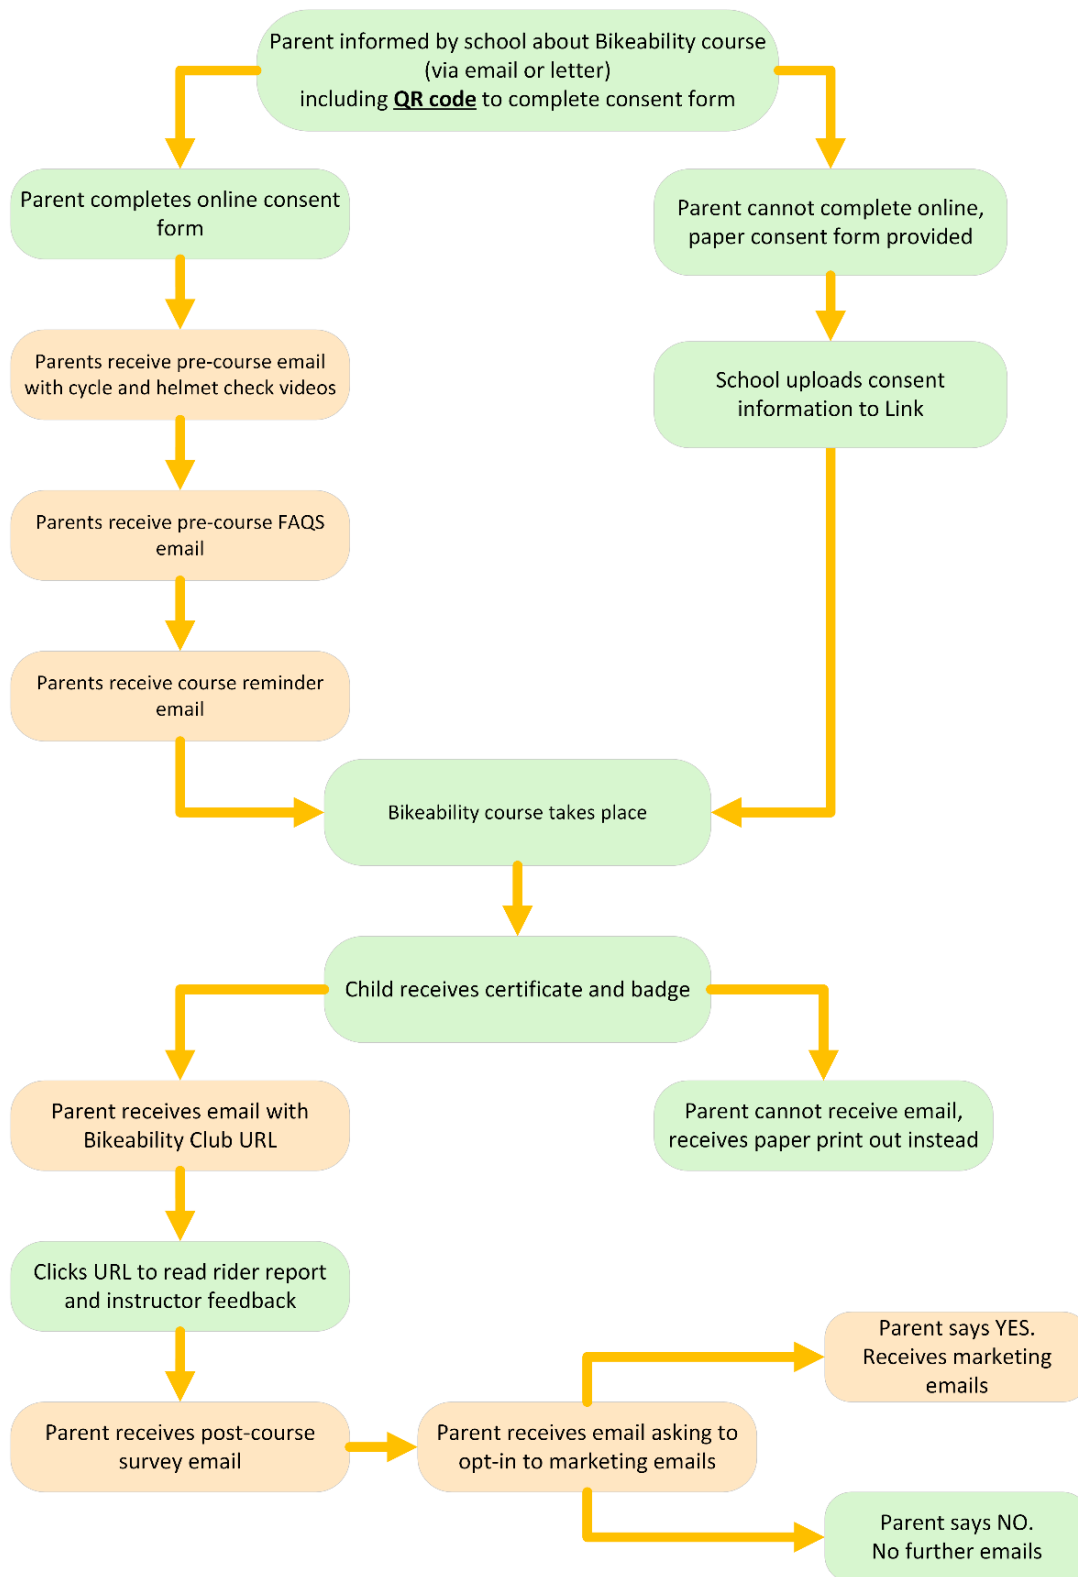 Parent informed by school about Bikeability course
(via email or letter)
including QR code to complete consent form
Parent completes online consent
form
Parent cannot complete online,
paper consent form provided
Parents receive pre-course email
with cycle and helmet check videos
School uploads consent
information to Link
Parents receive pre-course FAQS
email
Parents receive course reminder
email
Bikeability course takes place
Child receives certificate and badge
Parent receives email with
Bikeability Club URL
Parent cannot receive email,
receives paper print out instead
Clicks URL to read rider report
and instructor feedback
Parent receives post-course
survey email
Parent receives email asking to
opt-in to marketing emails
Parent says YES.
Receives marketing
emails
Parent says NO.
No further emails